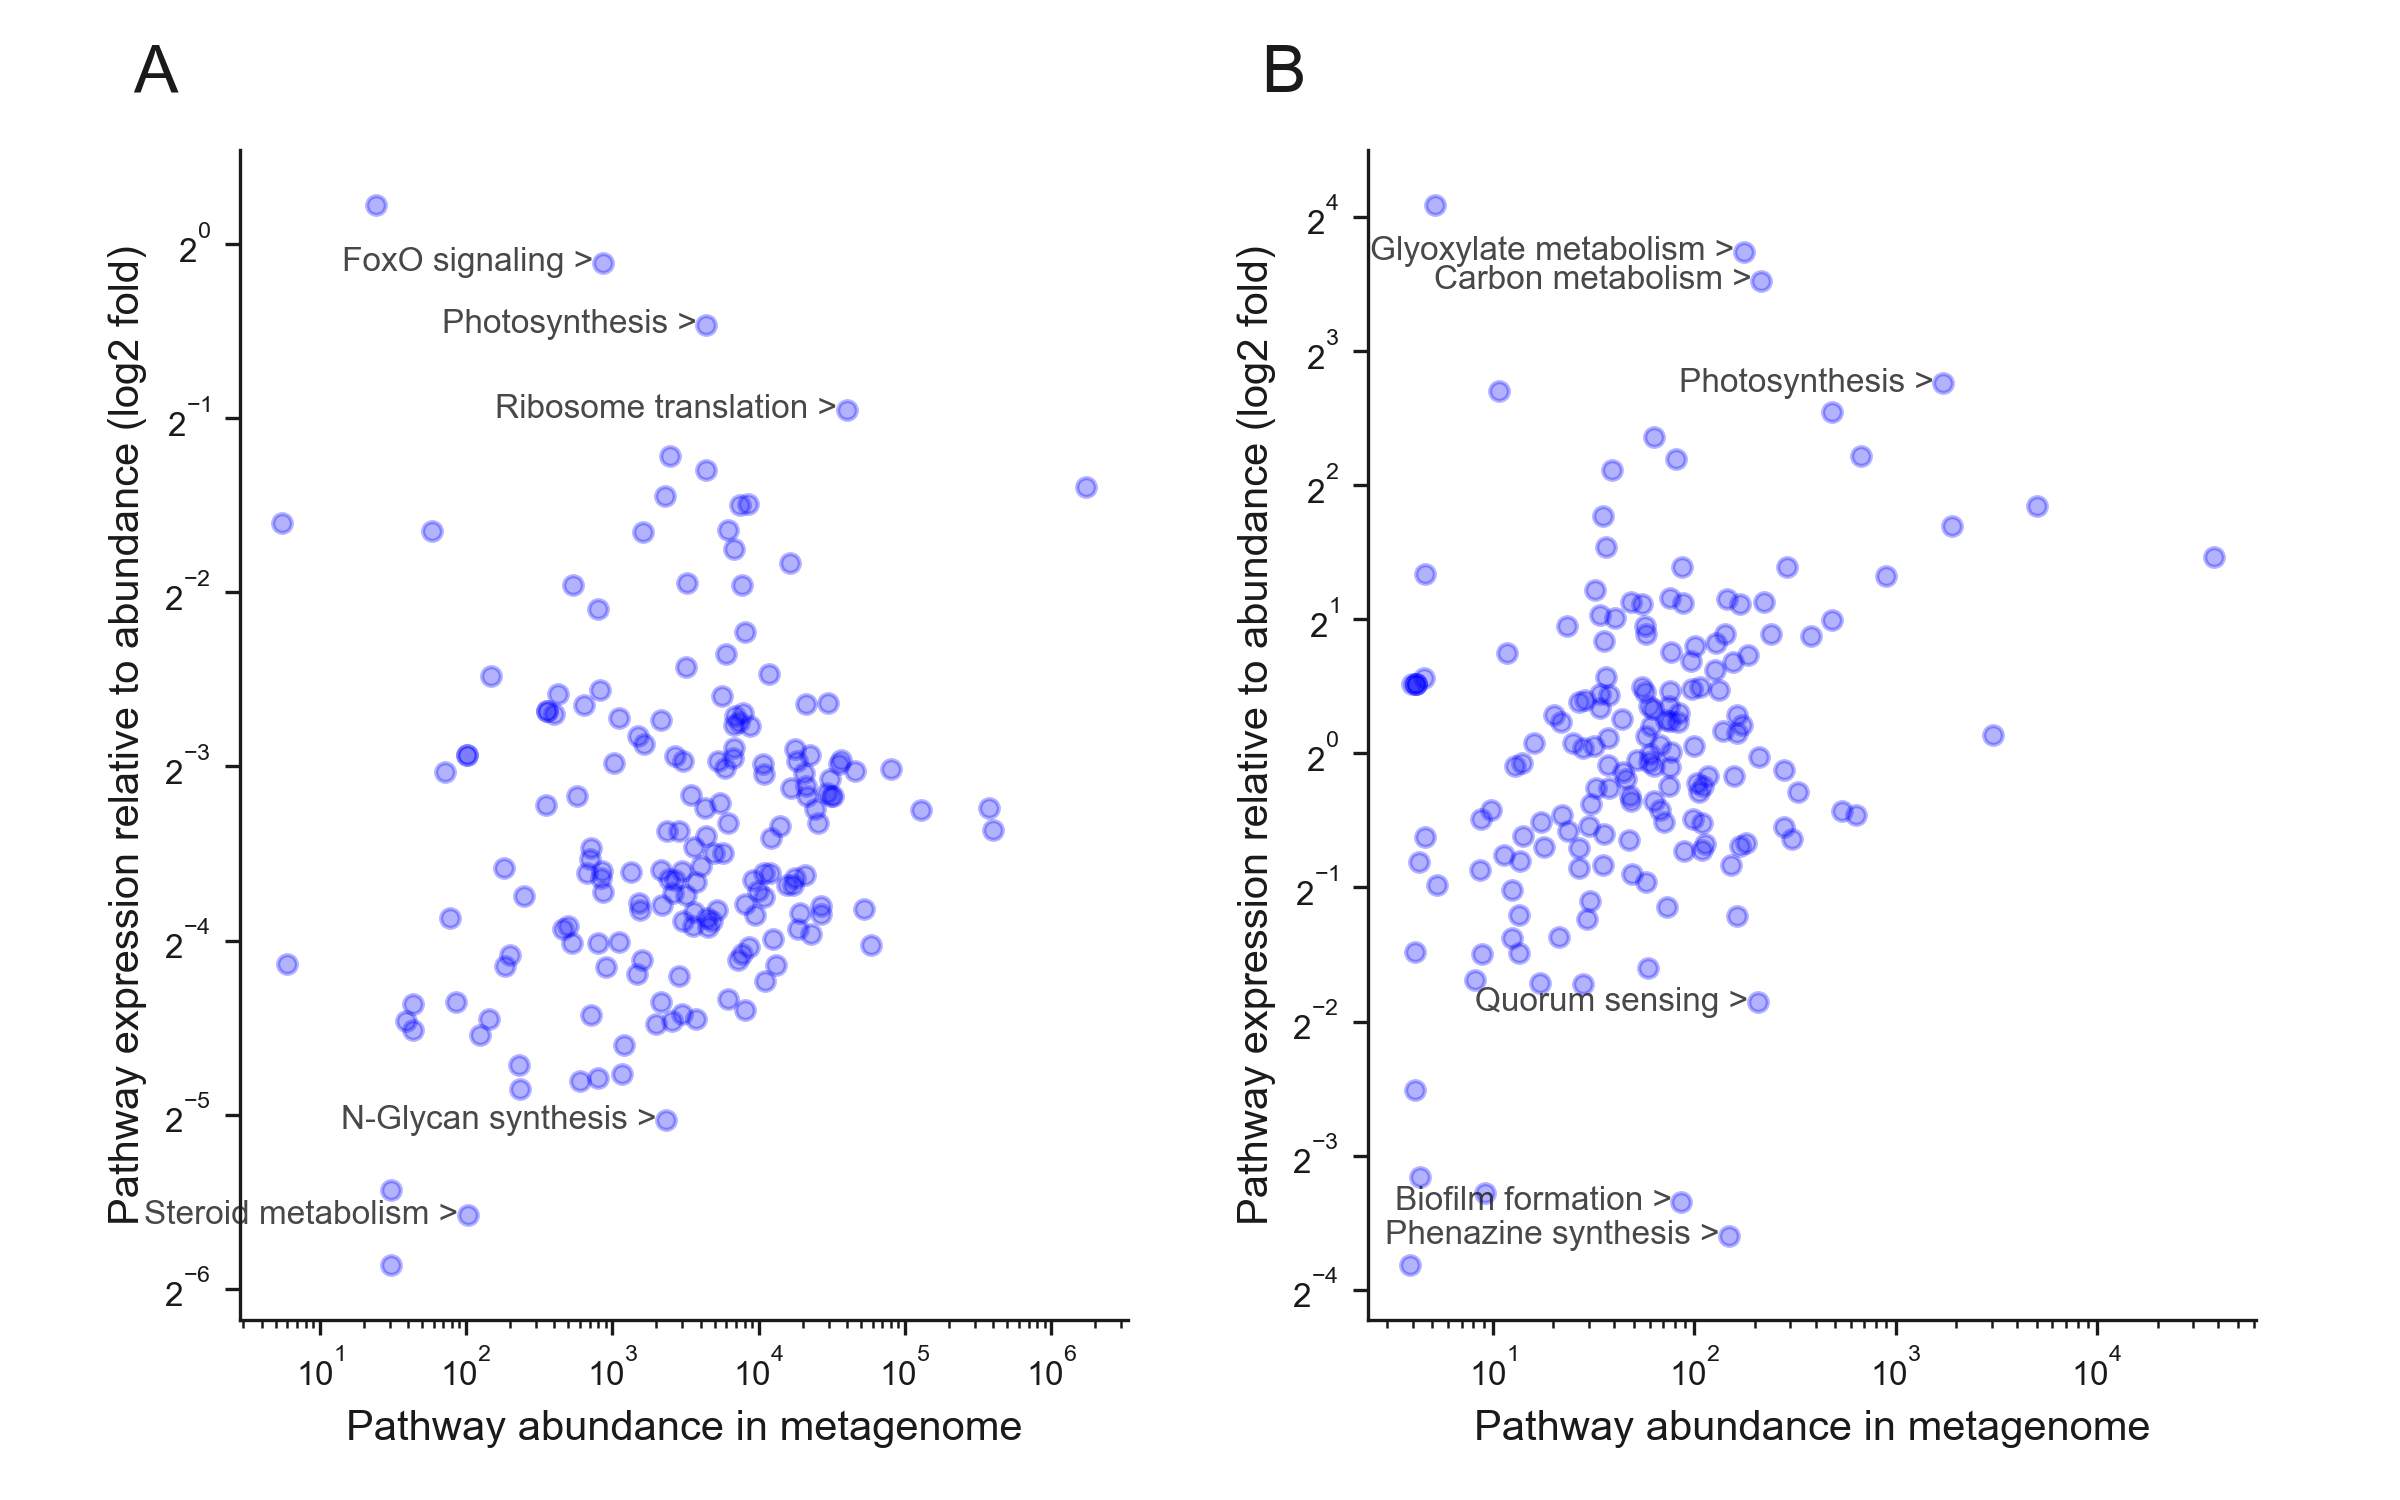 A
Pathway expression relative to abundance (log2 fold)
2^0
2^−1
2^−2
2^−3
2^−4
2^−5
2^−6
FoxO signaling >
Photosynthesis >
Ribosome translation >
N-Glycan synthesis >
Steroid metabolism >
10^1 10^2 10^3 10^4 10^5 10^6
Pathway abundance in metagenome
B
Pathway expression relative to abundance (log2 fold)
2^4
2^3
2^2
2^1
2^0
2^−1
2^−2
2^−3
2^−4
Glyoxylate metabolism >
Carbon metabolism >
Photosynthesis >
Quorum sensing >
Biofilm formation >
Phenazine synthesis >
10^1 10^2 10^3 10^4
Pathway abundance in metagenome